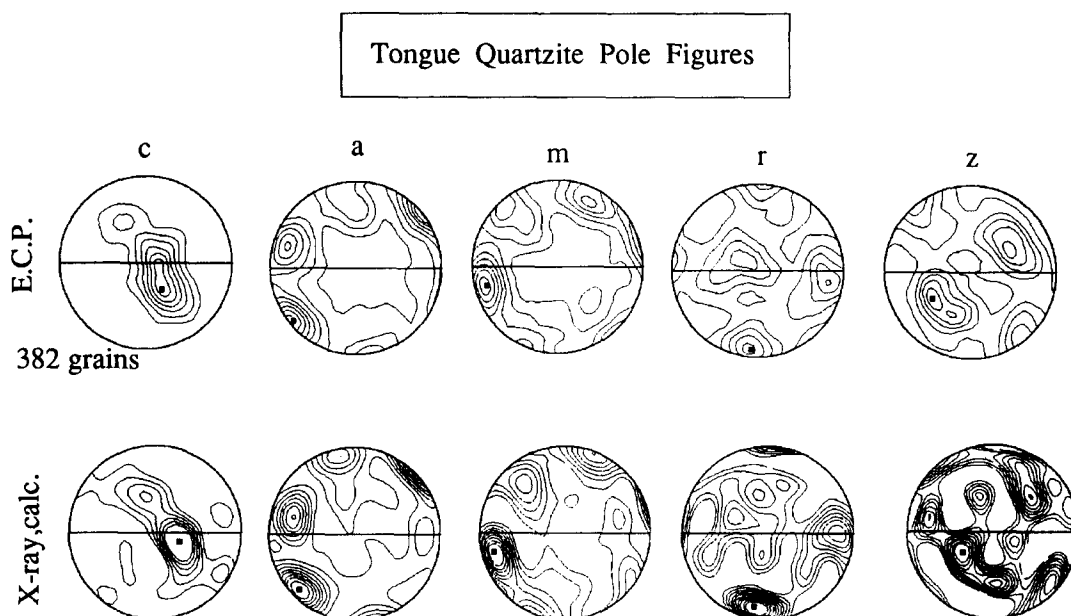 Tongue Quartzite Pole Figures
c a m r z
E.C.P.
382 grains
X-ray,calc.